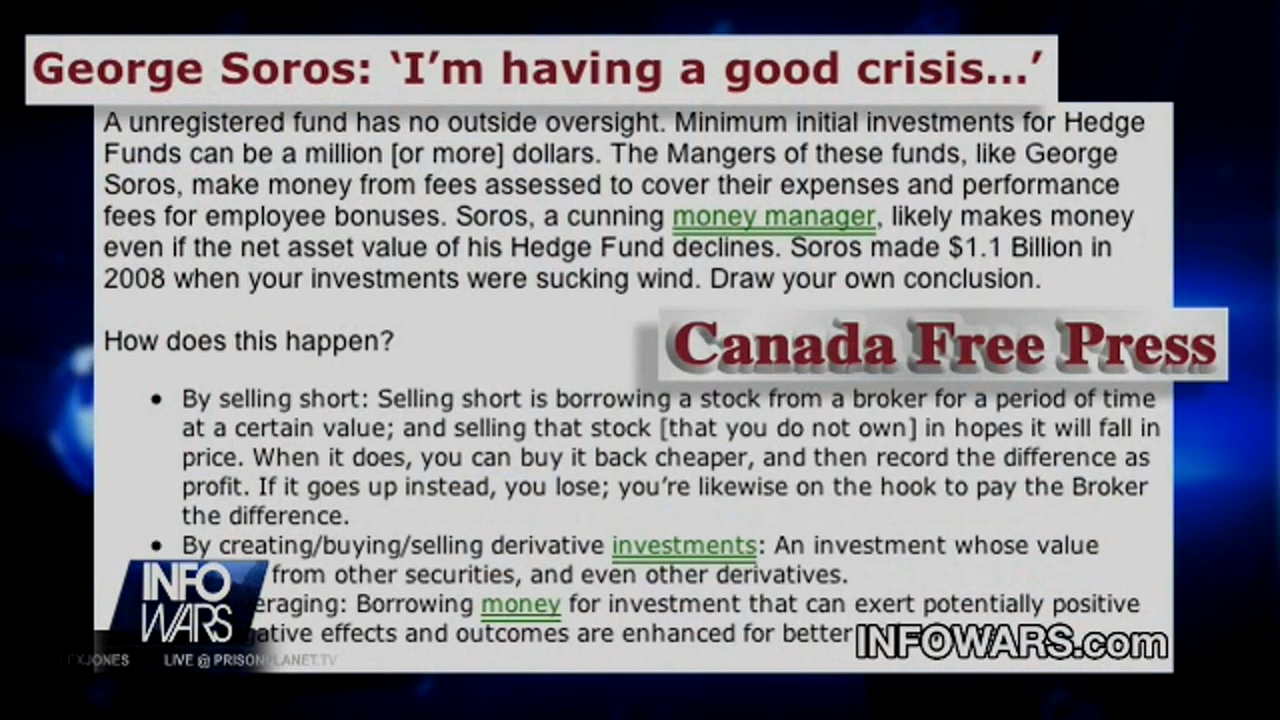 George Soros: ‘I’m having a good crisis...’
A unregistered fund has no outside oversight. Minimum initial investments for Hedge
Funds can be a million [or more] dollars. The Mangers of these funds, like George
Soros, make money from fees assessed to cover their expenses and performance
fees for employee bonuses. Soros, a cunning money manager, likely makes money
even if the net asset value of his Hedge Fund declines. Soros made $1.1 Billion in
2008 when your investments were sucking wind. Draw your own conclusion.
How does this happen?
Canada Free Press
• By selling short: Selling short is borrowing a stock from a broker for a period of time
at a certain value; and selling that stock [that you do not own] in hopes it will fall in
price. When it does, you can buy it back cheaper, and then record the difference as
profit. If it goes up instead, you lose; you’re likewise on the hook to pay the Broker
the difference.
• By creating/buying/selling derivative investments: An investment whose value
from other securities, and even other derivatives.
eraging: Borrowing money for investment that can exert potentially positive
ative effects and outcomes are enhanced for better
INFO
WARS
INFOWARS.com
EXJONES LIVE @ PRISONPLANET.TV